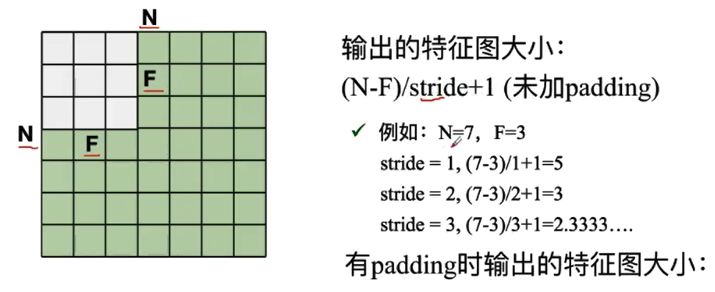 N
F
N
F
输出的特征图大小：
(N-F)/stride+1 (未加padding)
✓ 例如：N=7，F=3
stride = 1, (7-3)/1+1=5
stride = 2, (7-3)/2+1=3
stride = 3, (7-3)/3+1=2.3333….
有padding时输出的特征图大小：